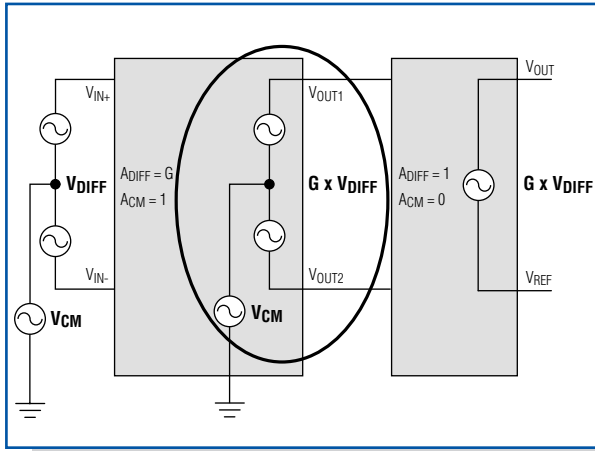 VIN+
VDIFF
VIN-
VCM
ADIFF = G
ACM = 1
VOUT1
G x VDIFF
VOUT2
VCM
ADIFF = 1
ACM = 0
VOUT
G x VDIFF
VREF